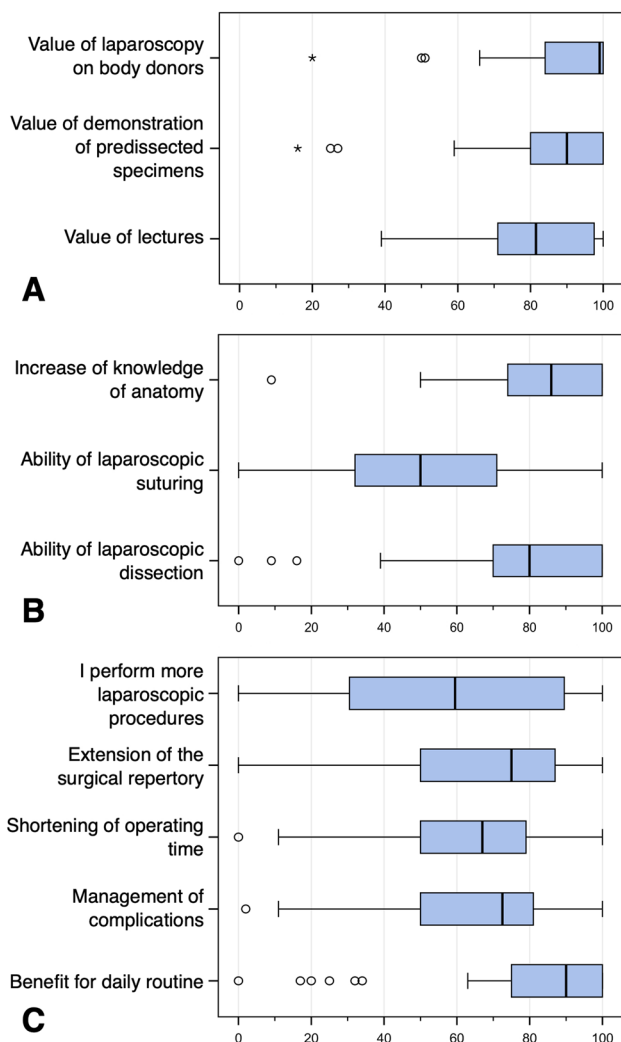 Value of laparoscopy
on body donors
Value of demonstration
of predissected
specimens
Value of lectures
A
0 20 40 60 80 100
Increase of knowledge
of anatomy
Ability of laparoscopic
suturing
Ability of laparoscopic
dissection
B
0 20 40 60 80 100
I perform more
laparoscopic
procedures
Extension of the
surgical repertory
Shortening of operating
time
Management of
complications
Benefit for daily routine
C
0 20 40 60 80 100